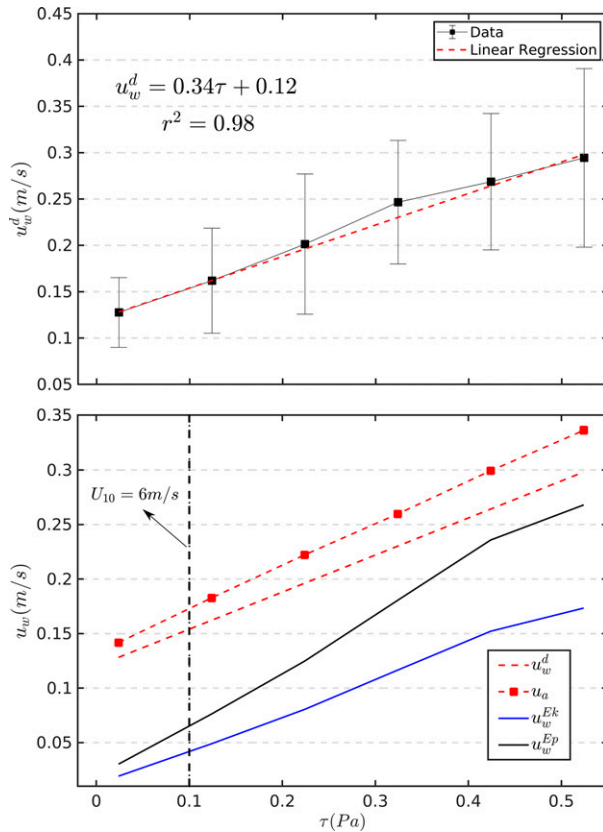 0.45
0.4
0.35
0.3
0.25
0.2
0.15
0.1
0.05
u_w^d(m/s)
Data
Linear Regression
u_w^d = 0.34τ + 0.12
r² = 0.98
0.35
0.3
0.25
0.2
0.15
0.1
0.05
u_w(m/s)
U₁₀ = 6m/s
u_w^d
u_a
u_w^{Ek}
u_w^{Ep}
0 0.1 0.2 0.3 0.4 0.5
τ(Pa)